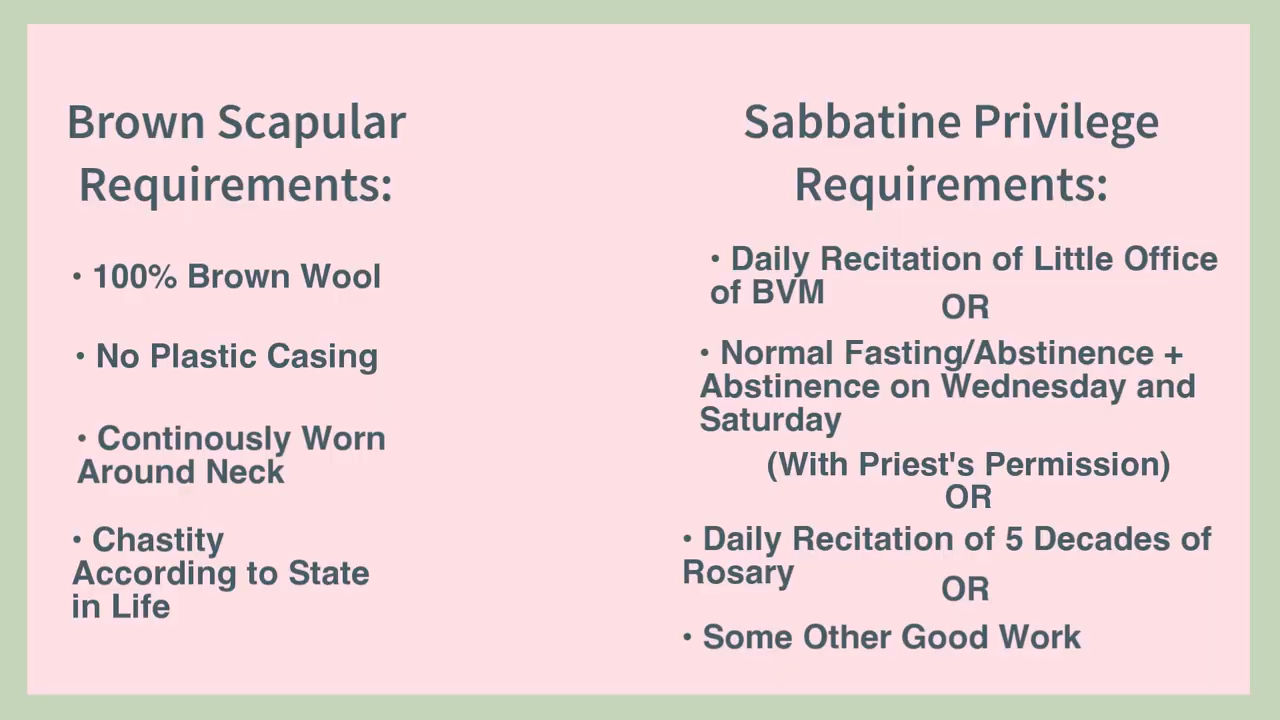 Brown Scapular
Requirements:
• 100% Brown Wool
• No Plastic Casing
• Continously Worn
Around Neck
• Chastity
According to State
in Life
Sabbatine Privilege
Requirements:
• Daily Recitation of Little Office
of BVM
OR
• Normal Fasting/Abstinence +
Abstinence on Wednesday and
Saturday
(With Priest's Permission)
OR
• Daily Recitation of 5 Decades of
Rosary
OR
• Some Other Good Work